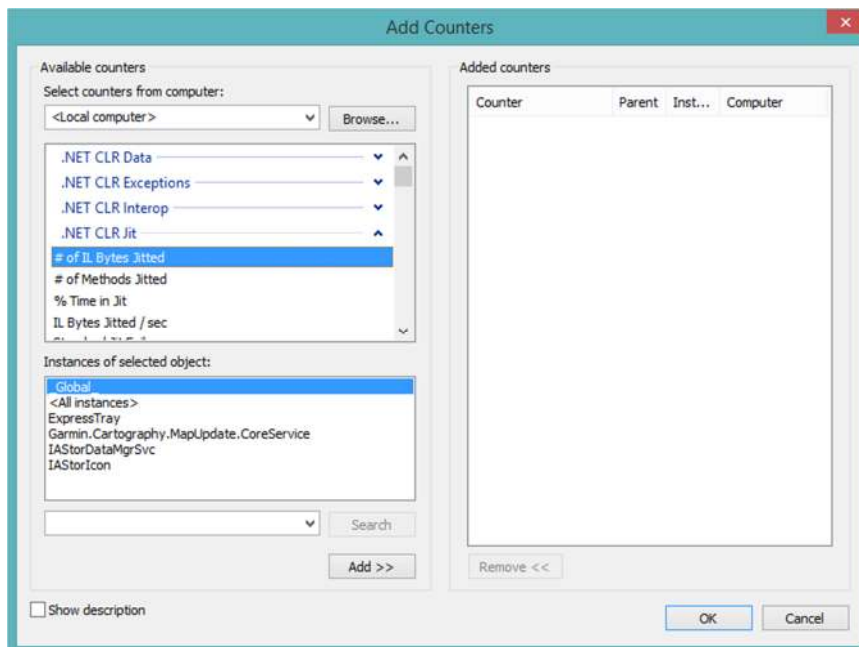 Add Counters
Available counters
Select counters from computer:
<Local computer>
Browse...
.NET CLR Data
.NET CLR Exceptions
.NET CLR Interop
.NET CLR Jit
# of IL Bytes Jitted
# of Methods Jitted
% Time in Jit
IL Bytes Jitted / sec
Instances of selected object:
_Global_
<All instances>
ExpressTray
Garmin.Cartography.MapUpdate.CoreService
IAStorDataMgrSvc
IAStorIcon
Search
Add >>
Show description
Added counters
Counter Parent Inst... Computer
Remove <<
OK Cancel